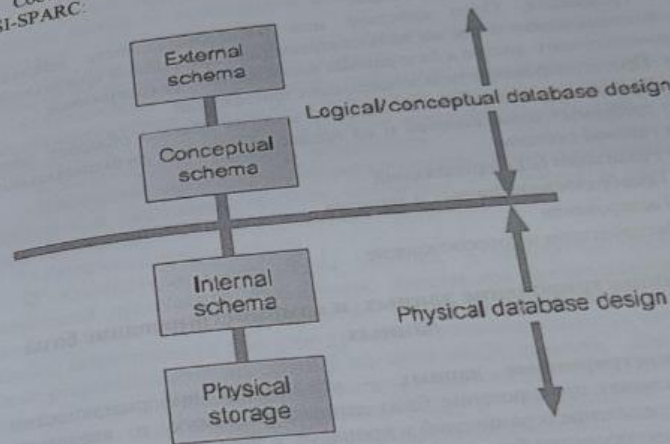 SI-SPARC:
External
schema
Logical/conceptual database design
Conceptual
schema
Internal
schema
Physical database design
Physical
storage